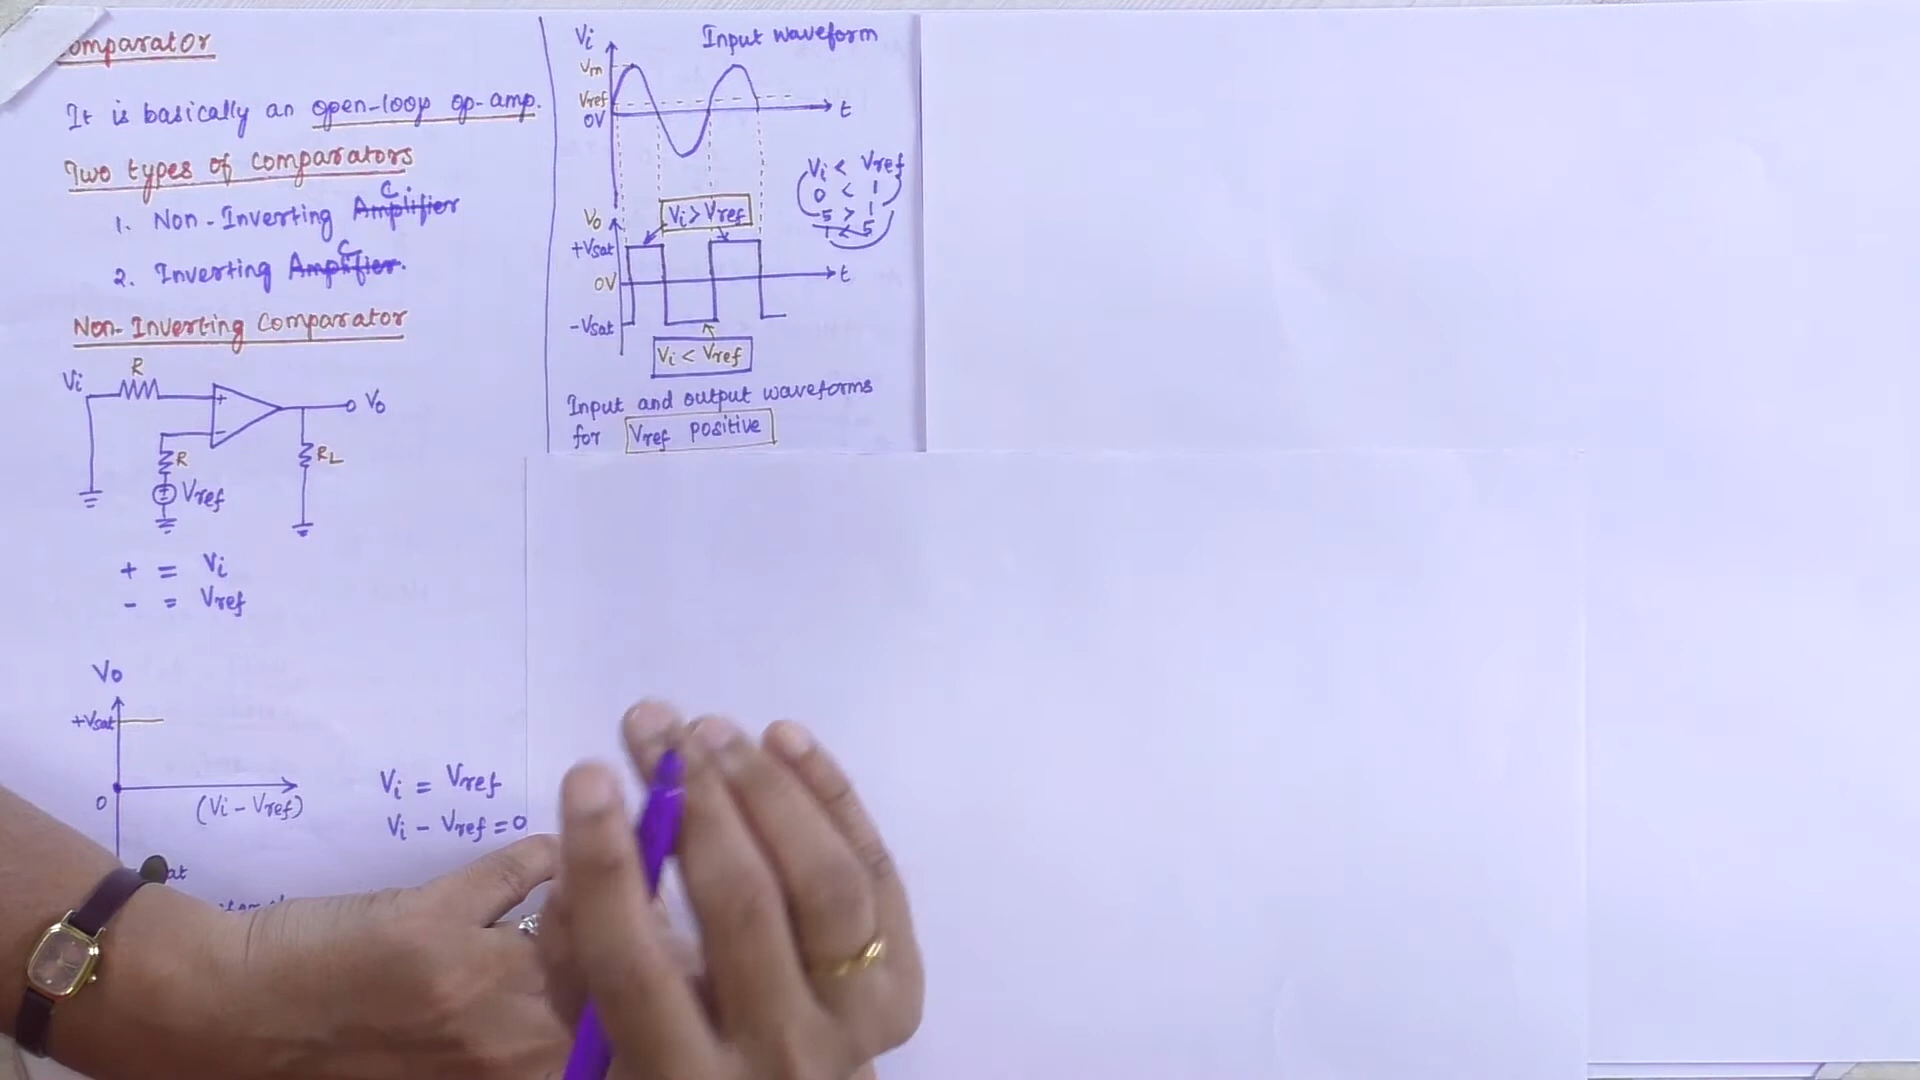 omparator
It is basically an open-loop op-amp.
Two types of comparators
1. Non-Inverting Amplifier C.
2. Inverting Amplifier. C
Non-Inverting Comparator
R
Vi
+
-
Vo
R
RL
Vref
+ = Vi
- = Vref
Vo
+Vsat
0
(Vi - Vref)
at
Vi = Vref
Vi - Vref = 0
Vi
Input waveform
Vm
Vref
0V
t
Vi < Vref
0 < 1
5 > 1
1 < 5
Vo
Vi > Vref
+Vsat
0V
t
-Vsat
Vi < Vref
Input and output waveforms
for Vref positive